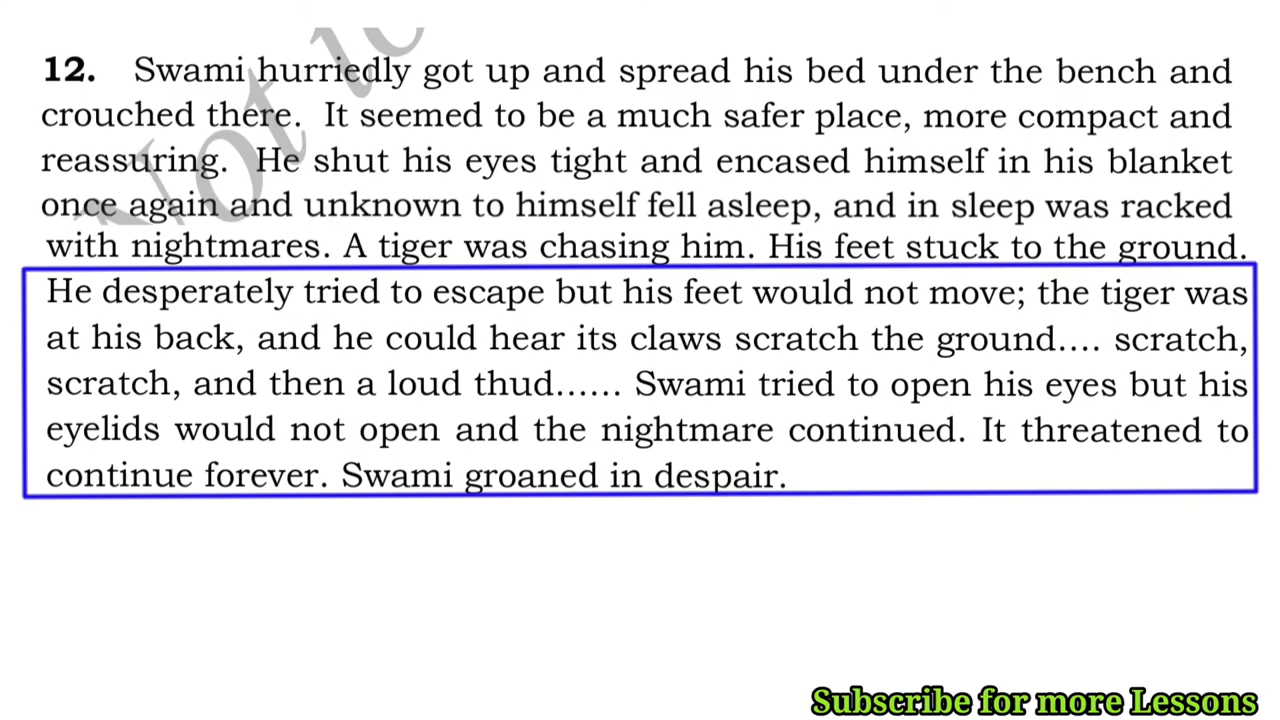 Not
12. Swami hurriedly got up and spread his bed under the bench and
crouched there. It seemed to be a much safer place, more compact and
reassuring. He shut his eyes tight and encased himself in his blanket
once again and unknown to himself fell asleep, and in sleep was racked
with nightmares. A tiger was chasing him. His feet stuck to the ground.
He desperately tried to escape but his feet would not move; the tiger was
at his back, and he could hear its claws scratch the ground.... scratch,
scratch, and then a loud thud...... Swami tried to open his eyes but his
eyelids would not open and the nightmare continued. It threatened to
continue forever. Swami groaned in despair.
Subscribe for more Lessons